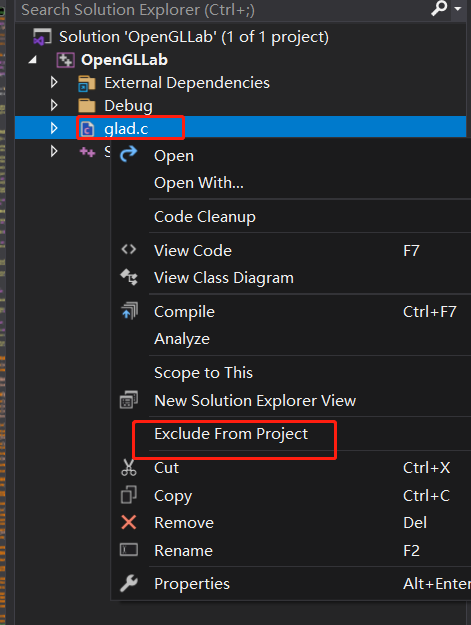 Search Solution Explorer (Ctrl+;)
Solution 'OpenGLLab' (1 of 1 project)
OpenGLLab
External Dependencies
Debug
glad.c
S
Open
Open With...
Code Cleanup
View Code F7
View Class Diagram
Compile Ctrl+F7
Analyze
Scope to This
New Solution Explorer View
Exclude From Project
Cut Ctrl+X
Copy Ctrl+C
Remove Del
Rename F2
Properties Alt+Enter